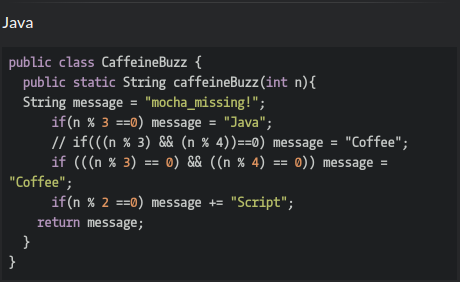 Java
public class CaffeineBuzz {
  public static String caffeineBuzz(int n){
  String message = "mocha_missing!";
      if(n % 3 ==0) message = "Java";
      // if(((n % 3) && (n % 4))==0) message = "Coffee";
      if (((n % 3) == 0) && ((n % 4) == 0)) message =
"Coffee";
      if(n % 2 ==0) message += "Script";
    return message;
  }
}